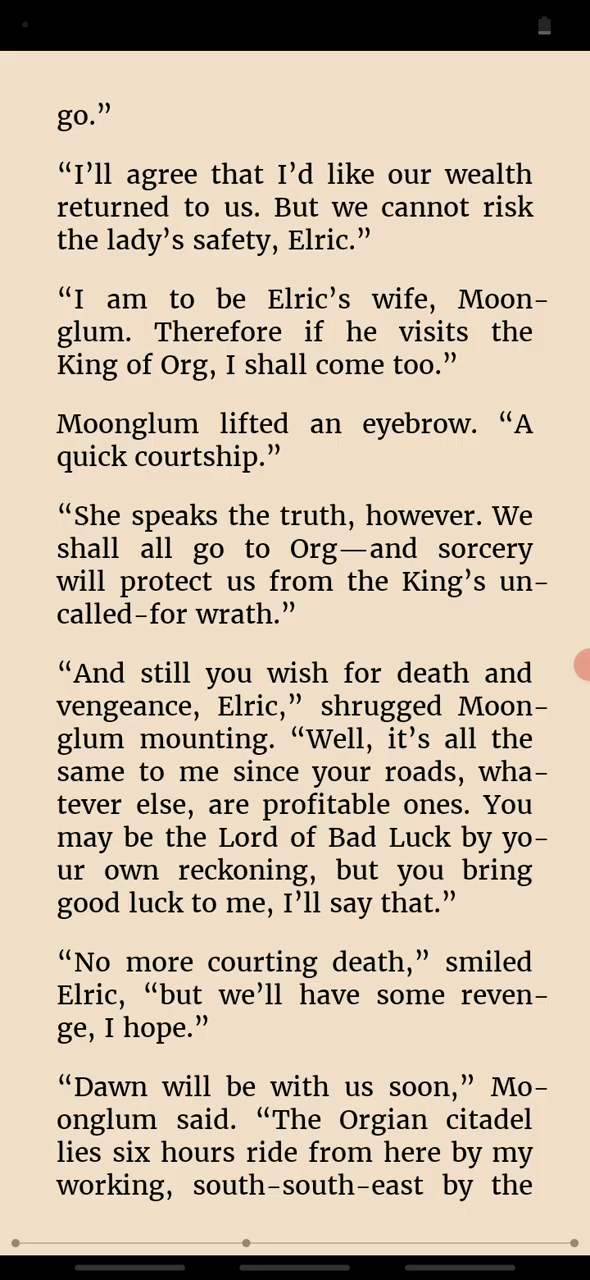 go.”
“I’ll agree that I’d like our wealth
returned to us. But we cannot risk
the lady’s safety, Elric.”
“I am to be Elric’s wife, Moon-
glum. Therefore if he visits the
King of Org, I shall come too.”
Moonglum lifted an eyebrow. “A
quick courtship.”
“She speaks the truth, however. We
shall all go to Org—and sorcery
will protect us from the King’s un-
called-for wrath.”
“And still you wish for death and
vengeance, Elric,” shrugged Moon-
glum mounting. “Well, it’s all the
same to me since your roads, wha-
tever else, are profitable ones. You
may be the Lord of Bad Luck by yo-
ur own reckoning, but you bring
good luck to me, I’ll say that.”
“No more courting death,” smiled
Elric, “but we’ll have some reven-
ge, I hope.”
“Dawn will be with us soon,” Mo-
onglum said. “The Orgian citadel
lies six hours ride from here by my
working, south-south-east by the